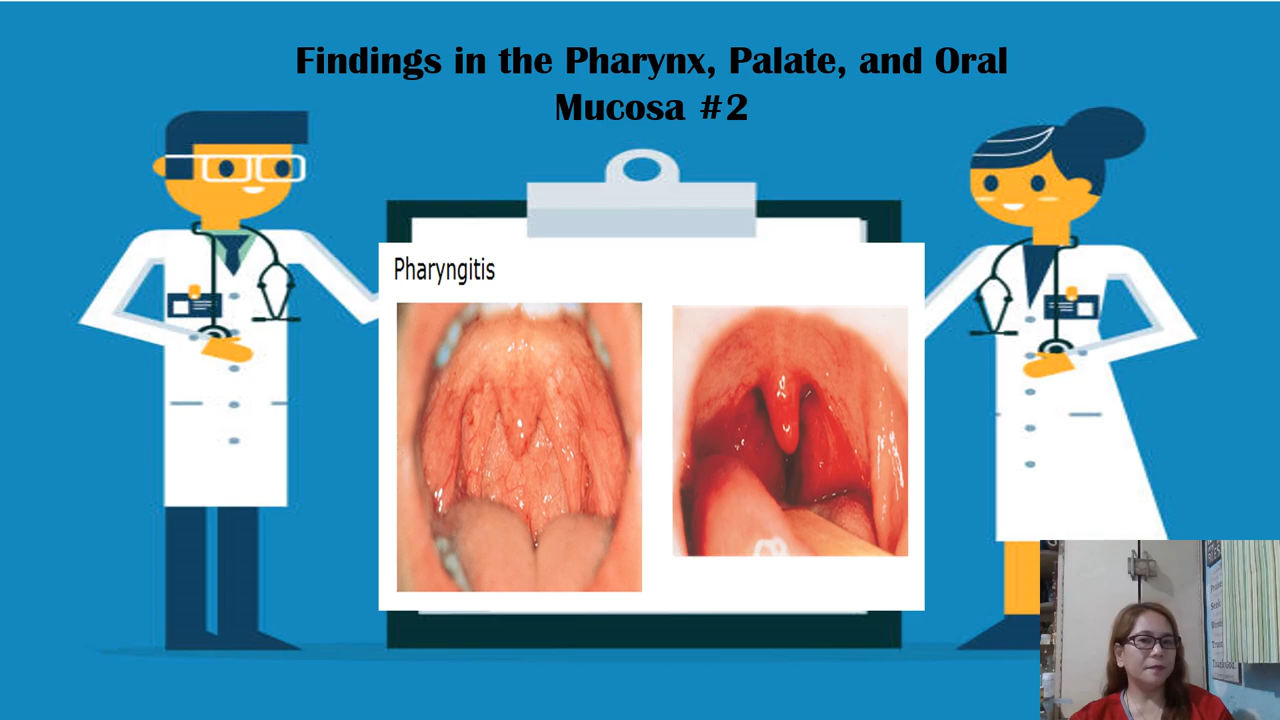 Findings in the Pharynx, Palate, and Oral
Mucosa #2
Pharyngitis